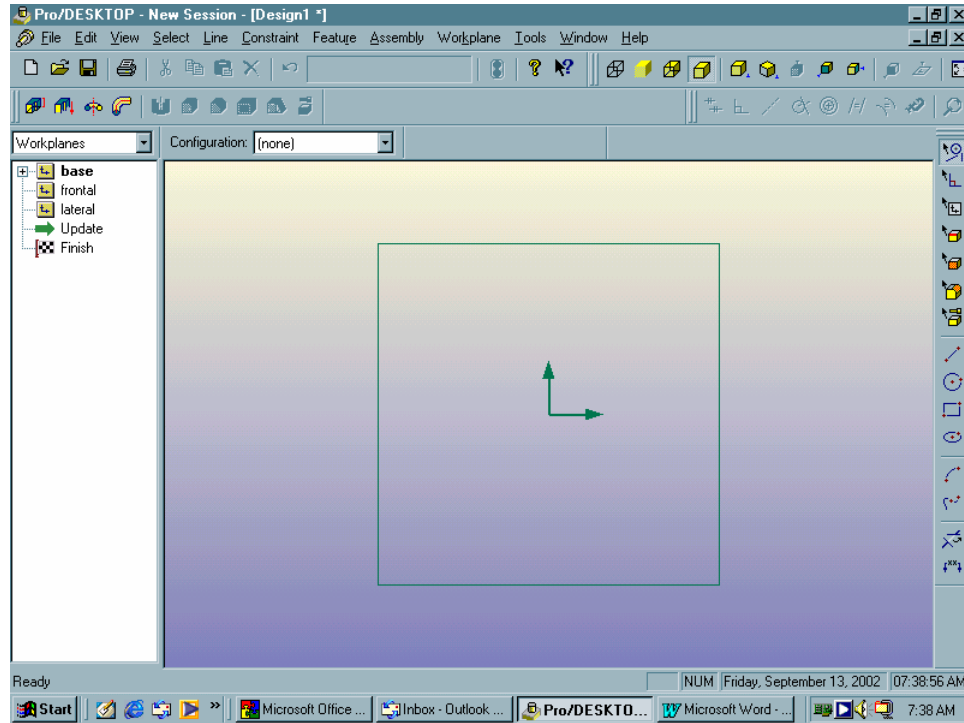 Pro/DESKTOP - New Session - [Design1 *]
File Edit View Select Line Constraint Feature Assembly Workplane Tools Window Help
Workplanes Configuration: (none)
base
frontal
lateral
Update
Finish
Ready NUM Friday, September 13, 2002 07:38:56 AM
Start » Microsoft Office ... Inbox - Outlook ... Pro/DESKTO... Microsoft Word - ... 7:38 AM